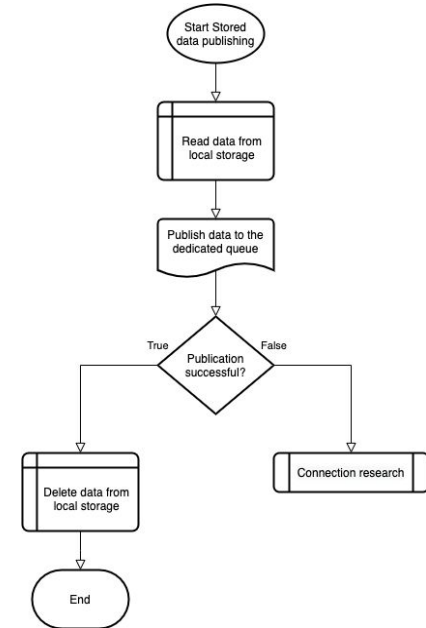 Start Stored
data publishing
Read data from
local storage
Publish data to the
dedicated queue
True
False
Publication
successful?
Connection research
Delete data from
local storage
End